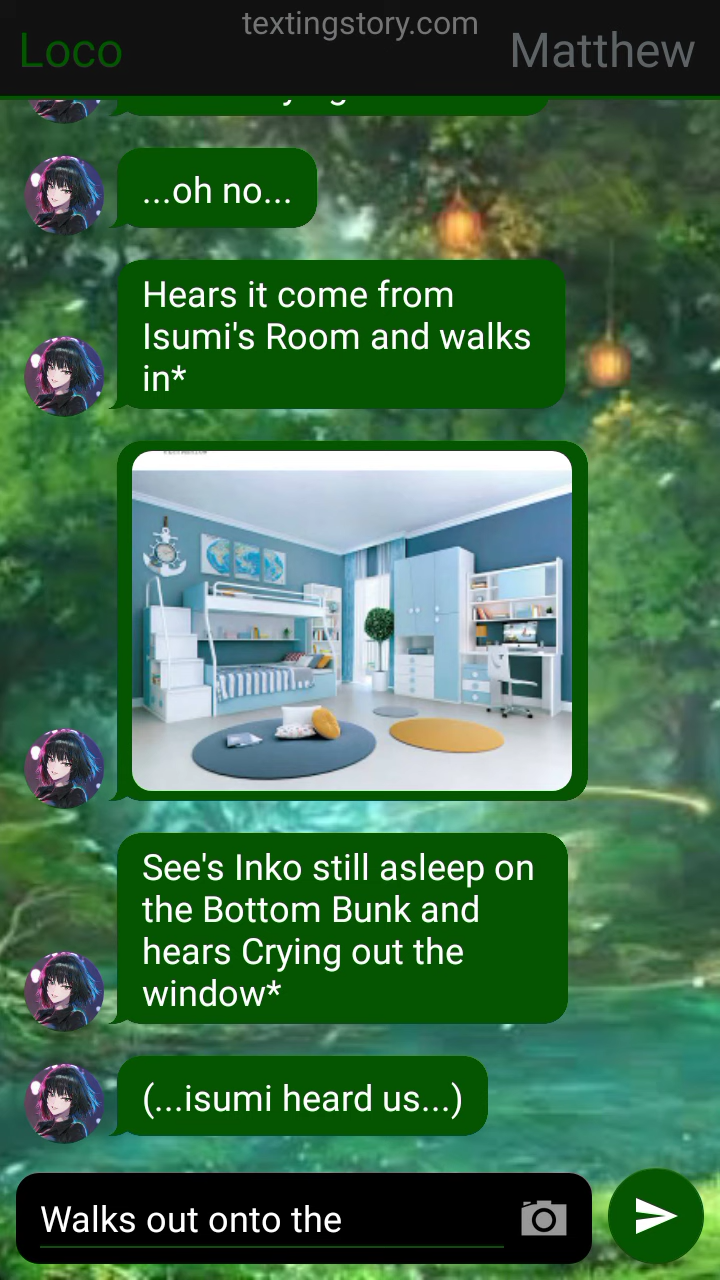 textingstory.com
Loco
Matthew
...oh no...
Hears it come from
Isumi's Room and walks
in*
See's Inko still asleep on
the Bottom Bunk and
hears Crying out the
window*
(...isumi heard us...)
Walks out onto the